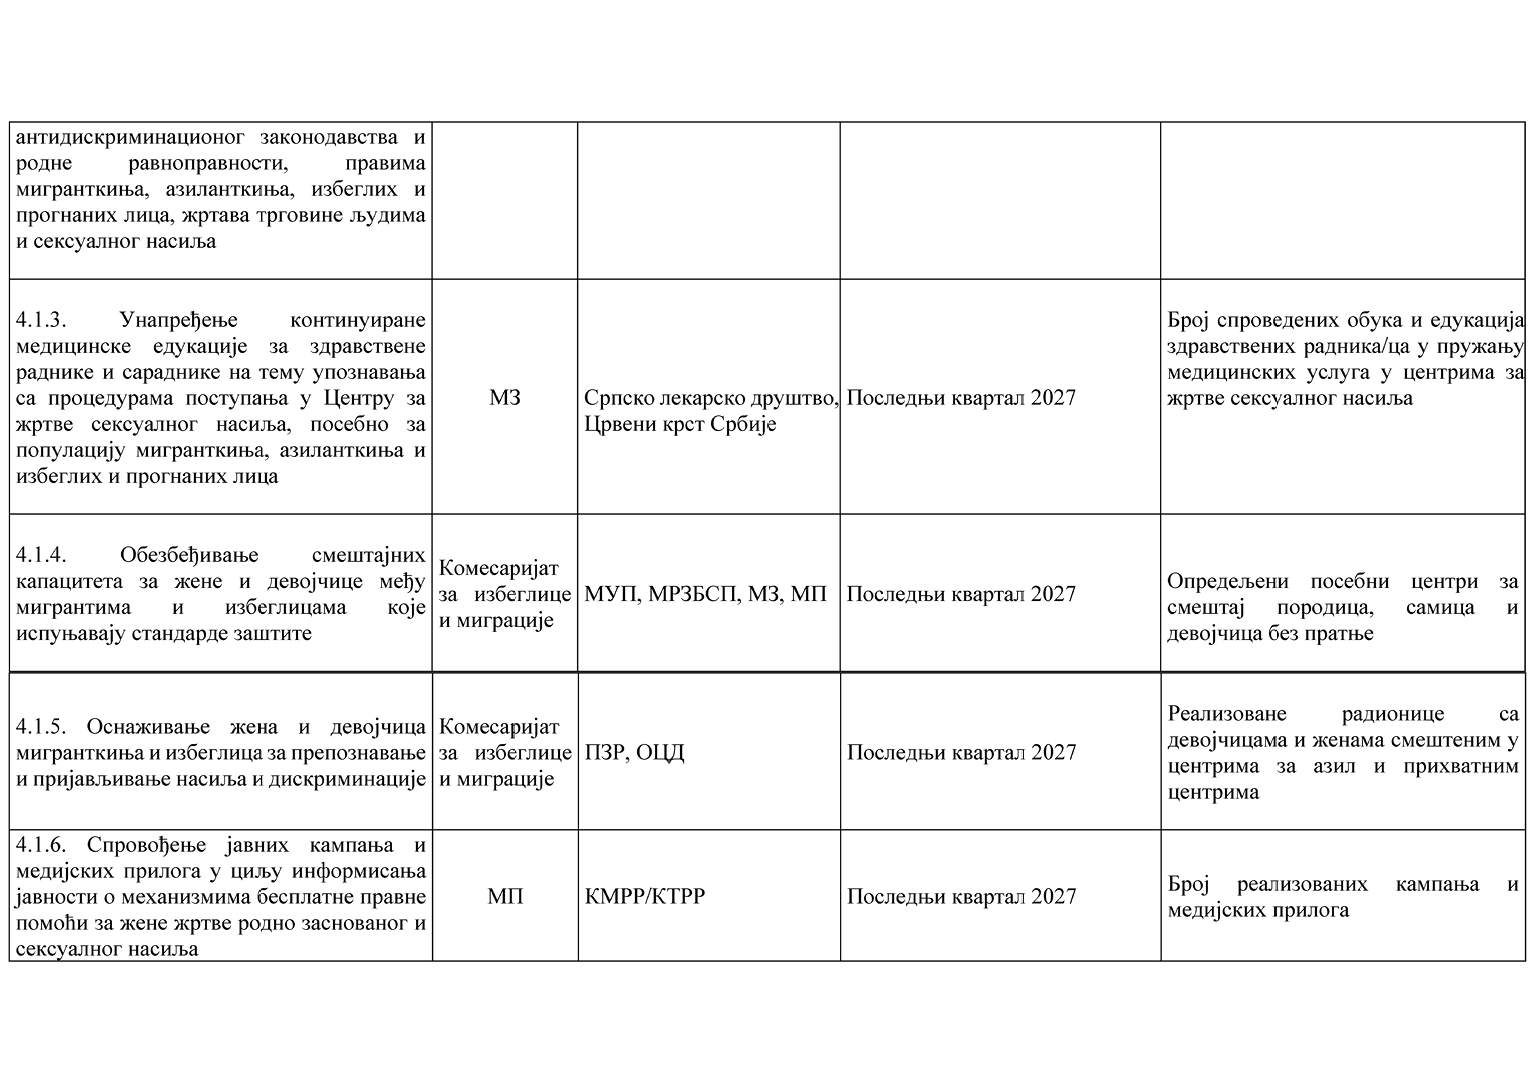 антидискриминационог законодавства и
родне равноправности, правима
мигранткиња, азиланткиња, избеглих и
прогнаних лица, жртава трговине људима
и сексуалног насиља
4.1.3. Унапређење континуиране
медицинске едукације за здравствене
раднике и сараднике на тему упознавања
са процедурама поступања у Центру за
жртве сексуалног насиља, посебно за
популацију мигранткиња, азиланткиња и
избеглих и прогнаних лица
МЗ
Српско лекарско друштво,
Црвени крст Србије
Последњи квартал 2027
Број спроведених обука и едукација
здравствених радника/ца у пружању
медицинских услуга у центрима за
жртве сексуалног насиља
4.1.4. Обезбеђивање смештајних
капацитета за жене и девојчице међу
мигрантима и избеглицама које
испуњавају стандарде заштите
Комесаријат
за избеглице
и миграције
МУП, МРЗБСП, МЗ, МП
Последњи квартал 2027
Опредељени посебни центри за
смештај породица, самица и
девојчица без пратње
4.1.5. Оснаживање жена и девојчица
мигранткиња и избеглица за препознавање
и пријављивање насиља и дискриминације
Комесаријат
за избеглице
и миграције
ПЗР, ОЦД
Последњи квартал 2027
Реализоване радионице са
девојчицама и женама смештеним у
центрима за азил и прихватним
центрима
4.1.6. Спровођење јавних кампања и
медијских прилога у циљу информисања
јавности о механизмима бесплатне правне
помоћи за жене жртве родно заснованог и
сексуалног насиља
МП
КМРР/КТРР
Последњи квартал 2027
Број реализованих кампања и
медијских прилога